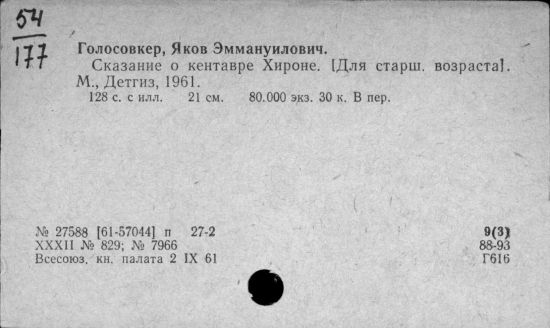 54
177
Голосовкер, Яков Эммануилович.
Сказание о кентавре Хироне. [Для старш. возраста].
М., Детгиз, 1961.
128 с. с илл. 21 см. 80.000 экз. 30 к. В пер.
№ 27588 [61-57044] п 27-2 9(3)
XXXII № 829; № 7966 88-93
Всесоюз. кн. палата 2 IX 61 Г616